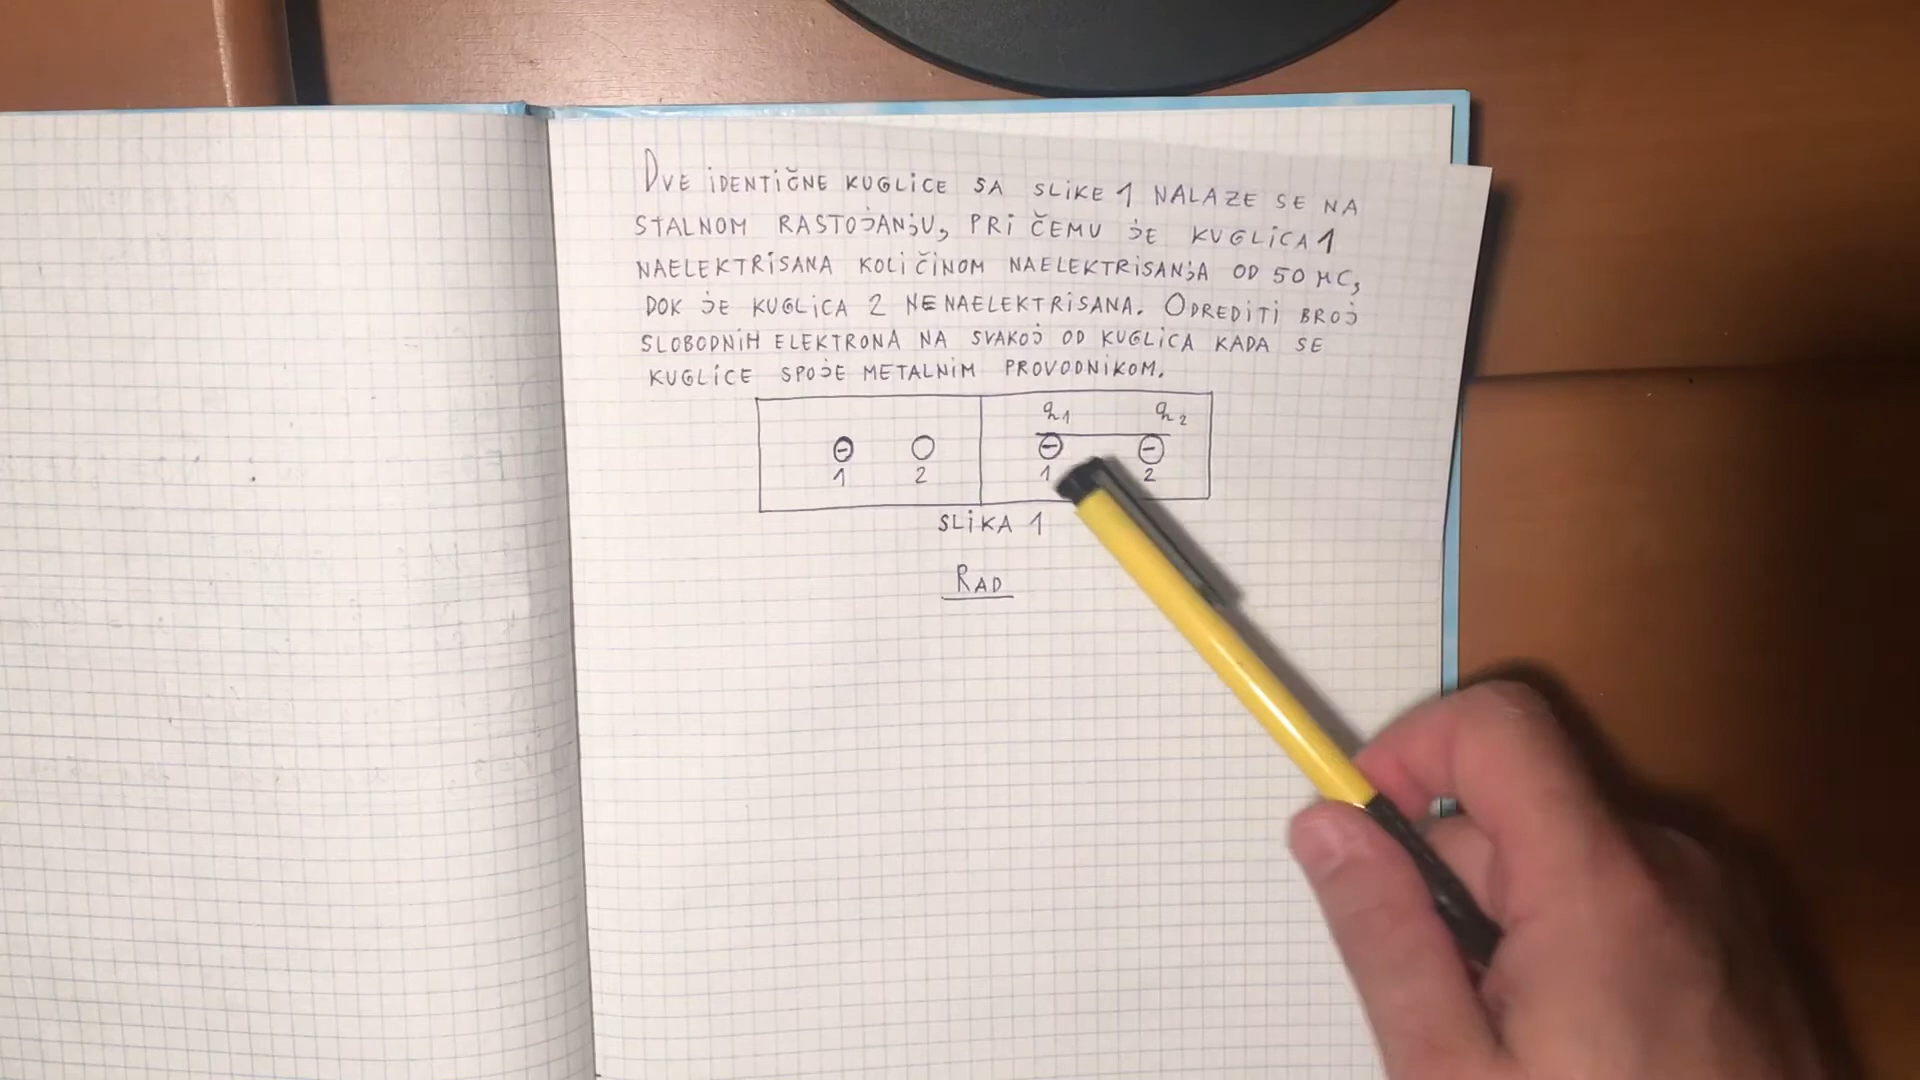 DVE IDENTIČNE KUGLICE SA SLIKE 1 NALAZE SE NA
STALNOM RASTOJANJU, PRI ČEMU JE KUGLICA 1
NAELEKTRISANA KOLIČINOM NAELEKTRISANJA OD 50 μC,
DOK JE KUGLICA 2 NENAELEKTRISANA. ODREDITI BROJ
SLOBODNIH ELEKTRONA NA SVAKOJ OD KUGLICA KADA SE
KUGLICE SPOJE METALNIM PROVODNIKOM.
q1 q2
- - -
1 2 1 2
SLIKA 1
RAD